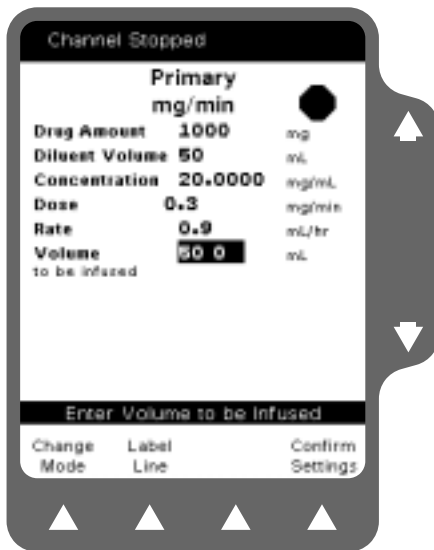 Channel Stopped
Primary
mg/min
Drug Amount 1000 mg
Diluent Volume 50 mL
Concentration 20.0000 mg/mL
Dose 0.3 mg/min
Rate 0.9 mL/hr
Volume 50 0 mL
to be infused
Enter Volume to be Infused
Change Label Confirm
Mode Line Settings